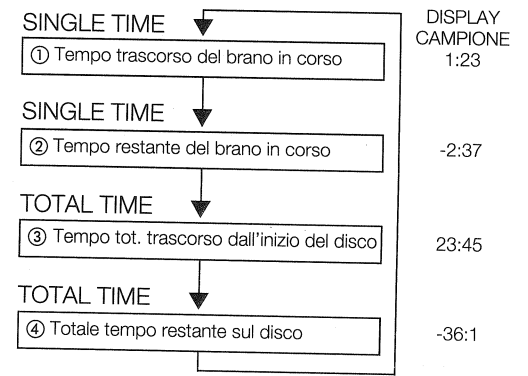 SINGLE TIME
DISPLAY
CAMPIONE
① Tempo trascorso del brano in corso
1:23
SINGLE TIME
② Tempo restante del brano in corso
-2:37
TOTAL TIME
③ Tempo tot. trascorso dall'inizio del disco
23:45
TOTAL TIME
④ Totale tempo restante sul disco
-36:1